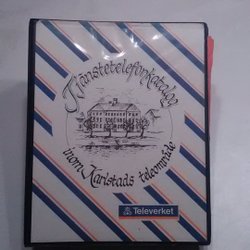 Tjänstetelefonkatalog
inom Karlstads teleområde
Televerket